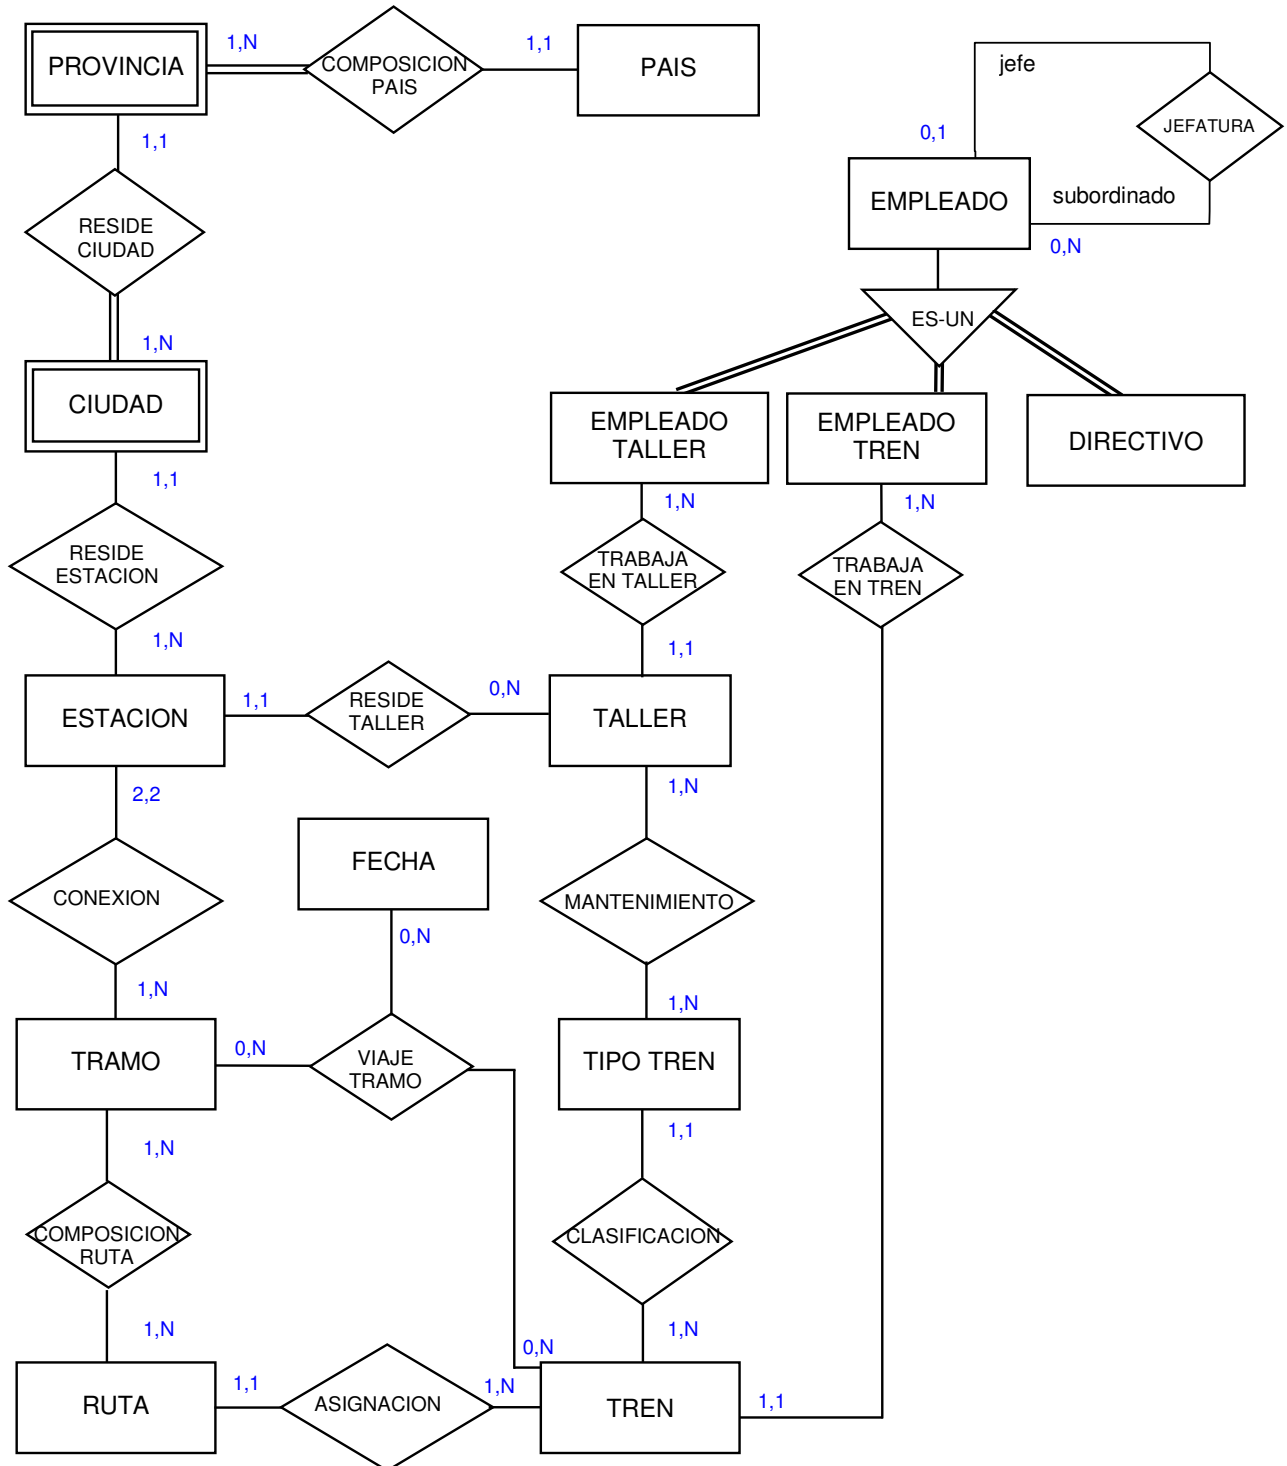 1,N
1,1
PROVINCIA
COMPOSICION
PAIS
PAIS
jefe
JEFATURA
0,1
1,1
EMPLEADO
subordinado
0,N
RESIDE
CIUDAD
ES-UN
1,N
CIUDAD
EMPLEADO
TALLER
EMPLEADO
TREN
DIRECTIVO
1,1
1,N
1,N
RESIDE
ESTACION
TRABAJA
EN TALLER
TRABAJA
EN TREN
1,N
1,1
ESTACION
1,1
RESIDE
TALLER
0,N
TALLER
2,2
1,N
FECHA
CONEXION
MANTENIMIENTO
0,N
1,N
1,N
TRAMO
0,N
VIAJE
TRAMO
TIPO TREN
1,N
1,1
COMPOSICION
RUTA
CLASIFICACION
1,N
0,N
1,N
RUTA
1,1
ASIGNACION
1,N
TREN
1,1